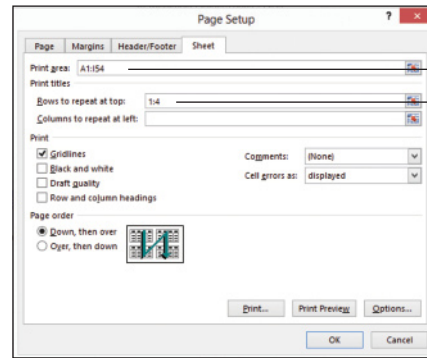 Page Setup ? ×
Page Margins Header/Footer Sheet
Print area: A1:I54
Print titles
Rows to repeat at top: 1:4
Columns to repeat at left:
Print
Gridlines Comments: (None)
Black and white Cell errors as: displayed
Draft quality
Row and column headings
Page order
Down, then over
Over, then down
Print... Print Preview Options...
OK Cancel